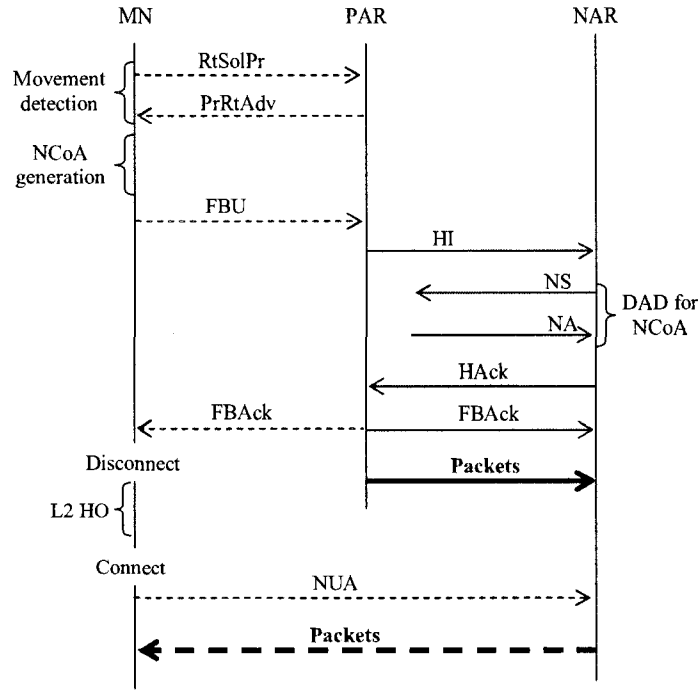 MN PAR NAR
RtSolPr
Movement
detection
PrRtAdv
NCoA
generation
FBU
HI
NS
DAD for
NCoA
NA
HAck
FBAck FBAck
Disconnect
Packets
L2 HO
Connect
NUA
Packets